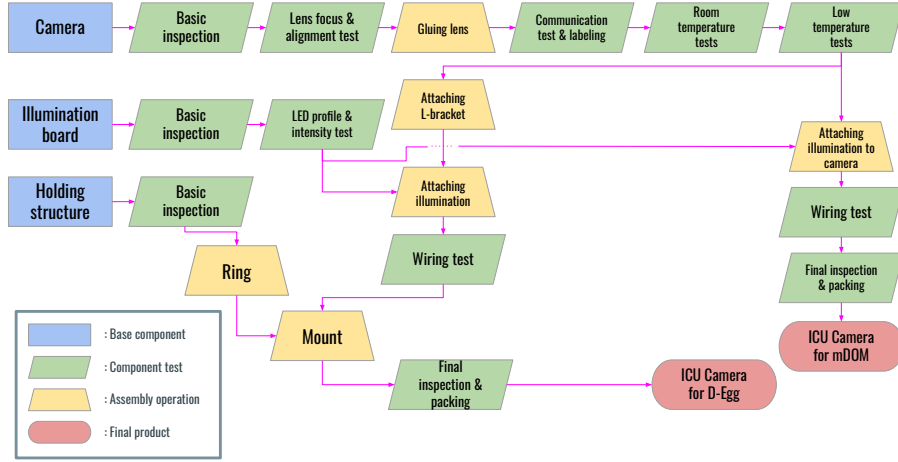 Camera
Basic
inspection
Lens focus &
alignment test
Gluing lens
Communication
test & labeling
Room
temperature
tests
Low
temperature
tests
Illumination
board
Basic
inspection
LED profile &
intensity test
Attaching
L-bracket
Attaching
illumination to
camera
Holding
structure
Basic
inspection
Attaching
illumination
Wiring test
Ring
Wiring test
Final inspection
& packing
Mount
ICU Camera
for mDOM
Final
inspection &
packing
ICU Camera
for D-Egg
: Base component
: Component test
: Assembly operation
: Final product